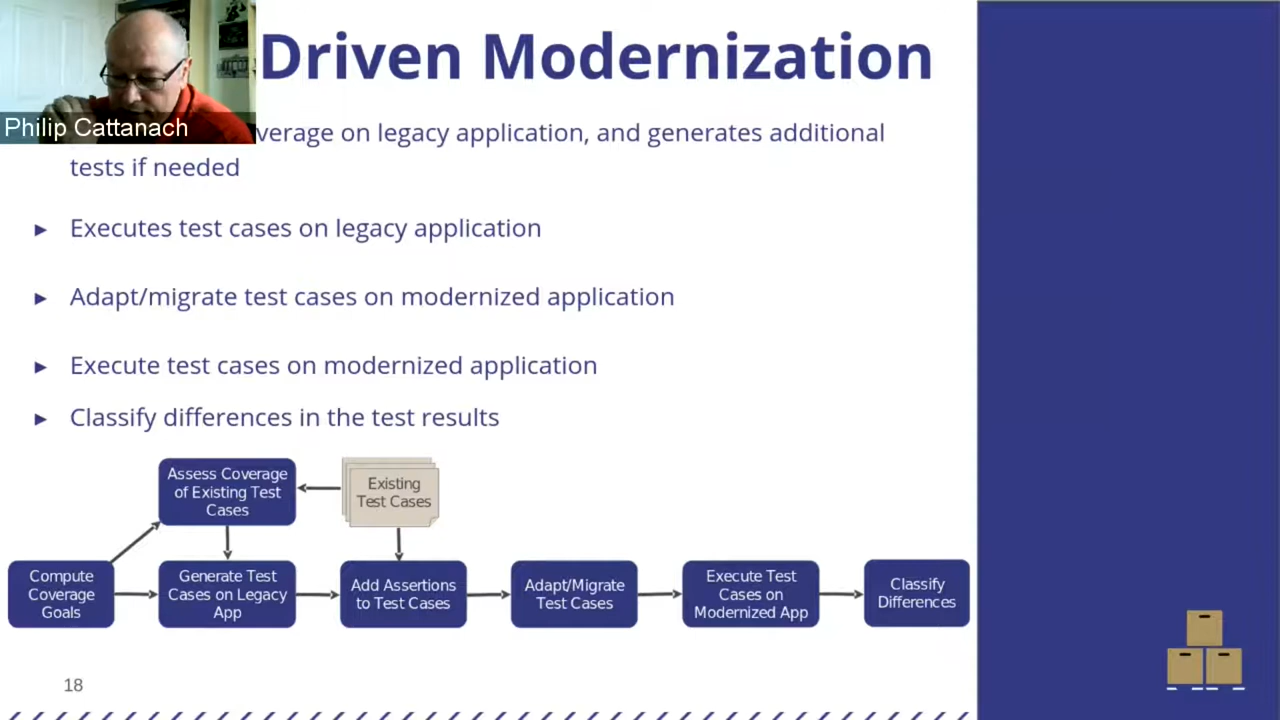 Driven Modernization
Philip Cattanach
verage on legacy application, and generates additional
tests if needed
► Executes test cases on legacy application
► Adapt/migrate test cases on modernized application
► Execute test cases on modernized application
► Classify differences in the test results
Assess Coverage
of Existing Test
Cases
Existing
Test Cases
Compute
Coverage
Goals
Generate Test
Cases on Legacy
App
Add Assertions
to Test Cases
Adapt/Migrate
Test Cases
Execute Test
Cases on
Modernized App
Classify
Differences
18